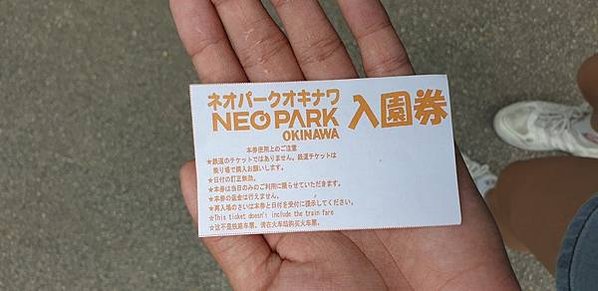 ネオパークオキナワ
NEOPARK
OKINAWA
入園券
本券使用上のご注意
★鉄道のチケットではありません。鉄道チケットは
乗り場で購入お願いします。
★日付の訂正無効。
★本券は当日のみのご利用に限らせていただきます。
★本券の返金は行えません。
★再入場のさいは本券と日付を受付に提示してください。
★This ticket doesn't include the train fare
★这不是铁路车票，请在火车站购买火车票。